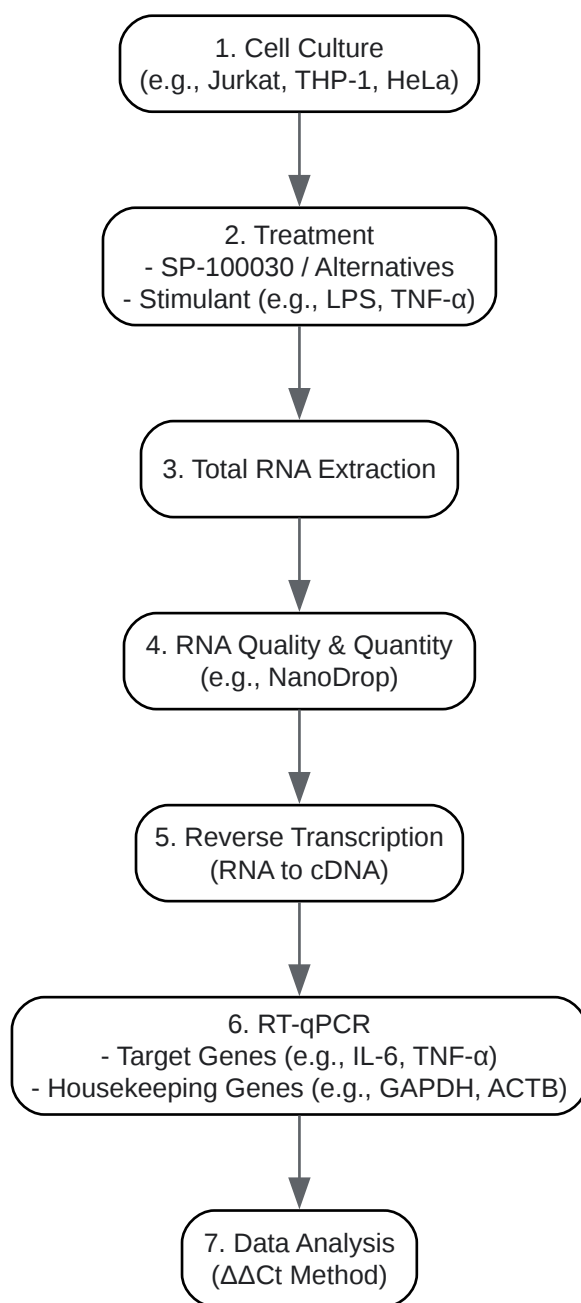 1. Cell Culture
(e.g., Jurkat, THP-1, HeLa)
2. Treatment
- SP-100030 / Alternatives
- Stimulant (e.g., LPS, TNF-α)
3. Total RNA Extraction
4. RNA Quality & Quantity
(e.g., NanoDrop)
5. Reverse Transcription
(RNA to cDNA)
6. RT-qPCR
- Target Genes (e.g., IL-6, TNF-α)
- Housekeeping Genes (e.g., GAPDH, ACTB)
7. Data Analysis
(ΔΔCt Method)